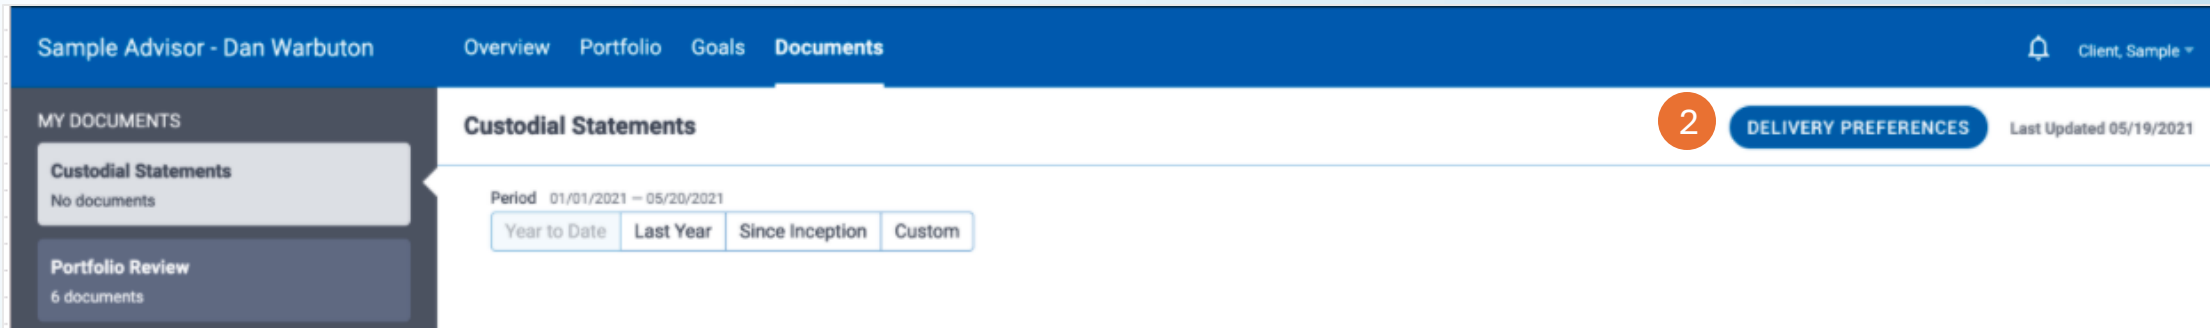 Sample Advisor - Dan Warbuton
Overview Portfolio Goals Documents
Client, Sample
MY DOCUMENTS
Custodial Statements
No documents
Portfolio Review
6 documents
Custodial Statements
2
DELIVERY PREFERENCES
Last Updated 05/19/2021
Period 01/01/2021 — 05/20/2021
Year to Date Last Year Since Inception Custom